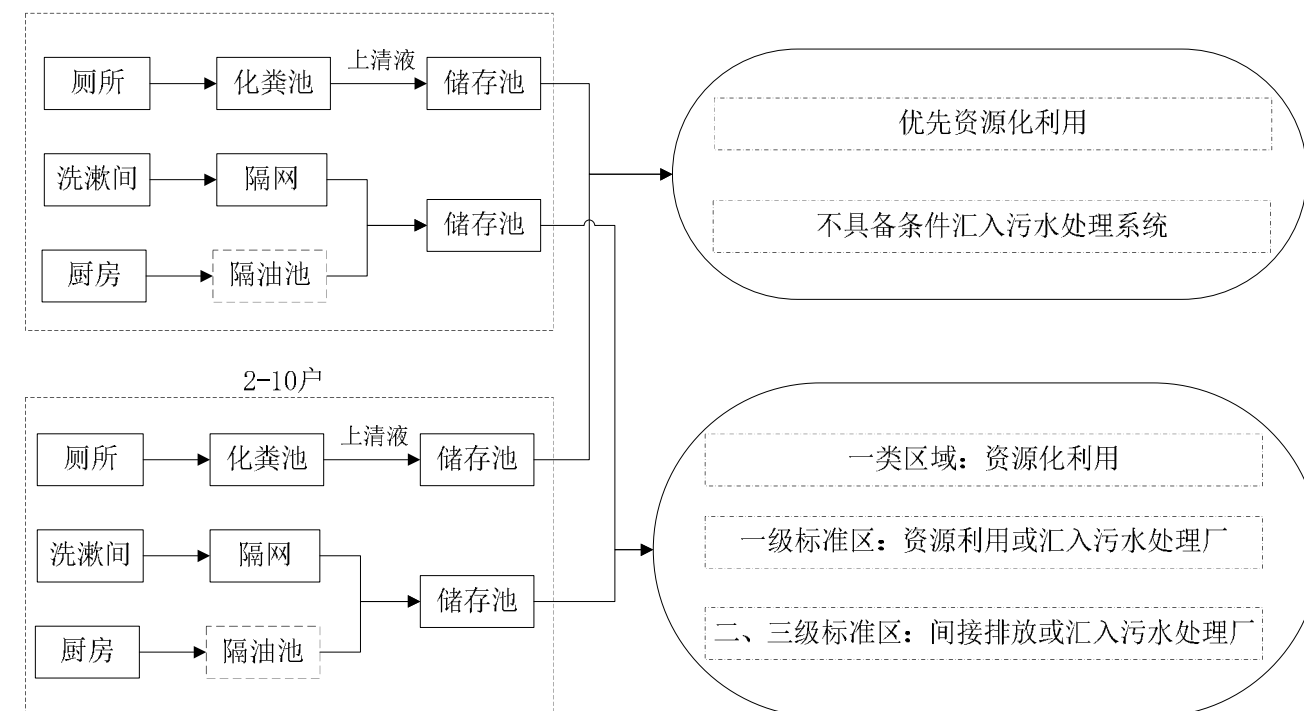 厕所
化粪池
上清液
储存池
洗漱间
隔网
储存池
厨房
隔油池
2-10户
厕所
化粪池
上清液
储存池
洗漱间
隔网
储存池
厨房
隔油池
优先资源化利用
不具备条件汇入污水处理系统
一类区域：资源化利用
一级标准区：资源利用或汇入污水处理厂
二、三级标准区：间接排放或汇入污水处理厂